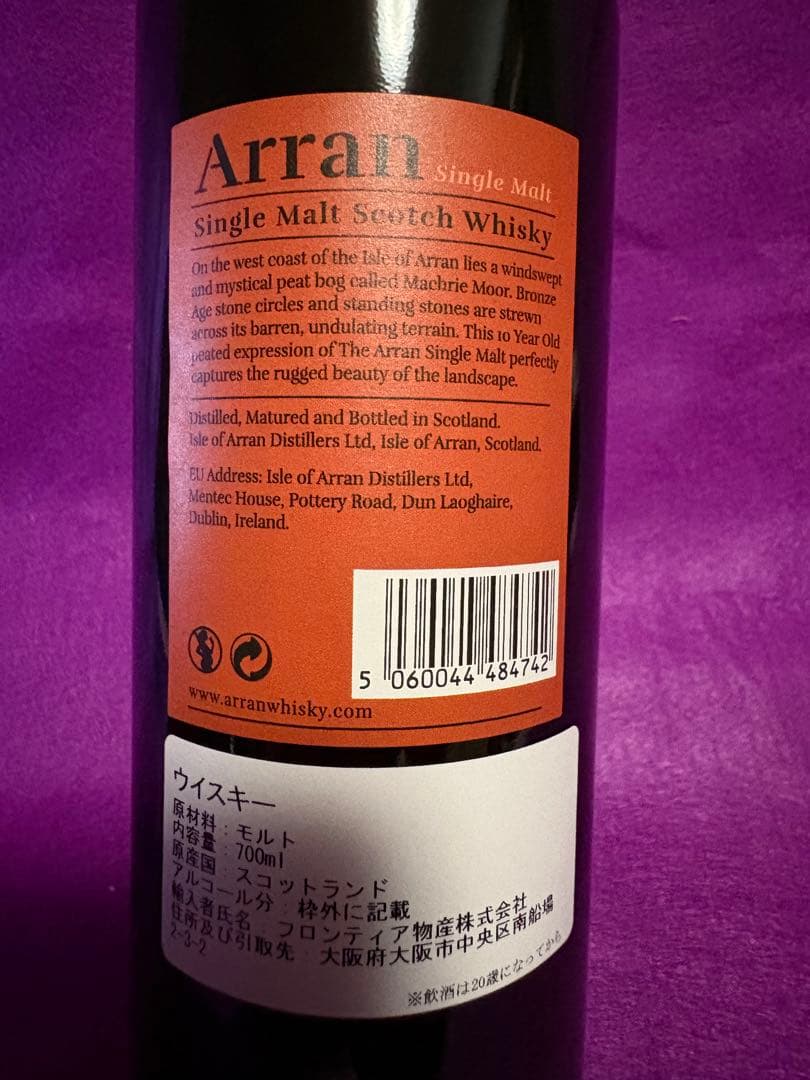 Arran Single Malt
Single Malt Scotch Whisky
On the west coast of the Isle of Arran lies a windswept
and mystical peat bog called Machrie Moor. Bronze
Age stone circles and standing stones are strewn
across its barren, undulating terrain. This 10 Year Old
peated expression of The Arran Single Malt perfectly
captures the rugged beauty of the landscape.
Distilled, Matured and Bottled in Scotland.
Isle of Arran Distillers Ltd, Isle of Arran, Scotland.
EU Address: Isle of Arran Distillers Ltd,
Mentec House, Pottery Road, Dun Laoghaire,
Dublin, Ireland.
5 060044 484742
www.arranwhisky.com
ウイスキー
原材料：モルト
内容量：700ml
原産国：スコットランド
アルコール分：枠外に記載
輸入者氏名：フロンティア物産株式会社
住所及び引取先：大阪府大阪市中央区南船場
2-3-2
※飲酒は20歳になってから